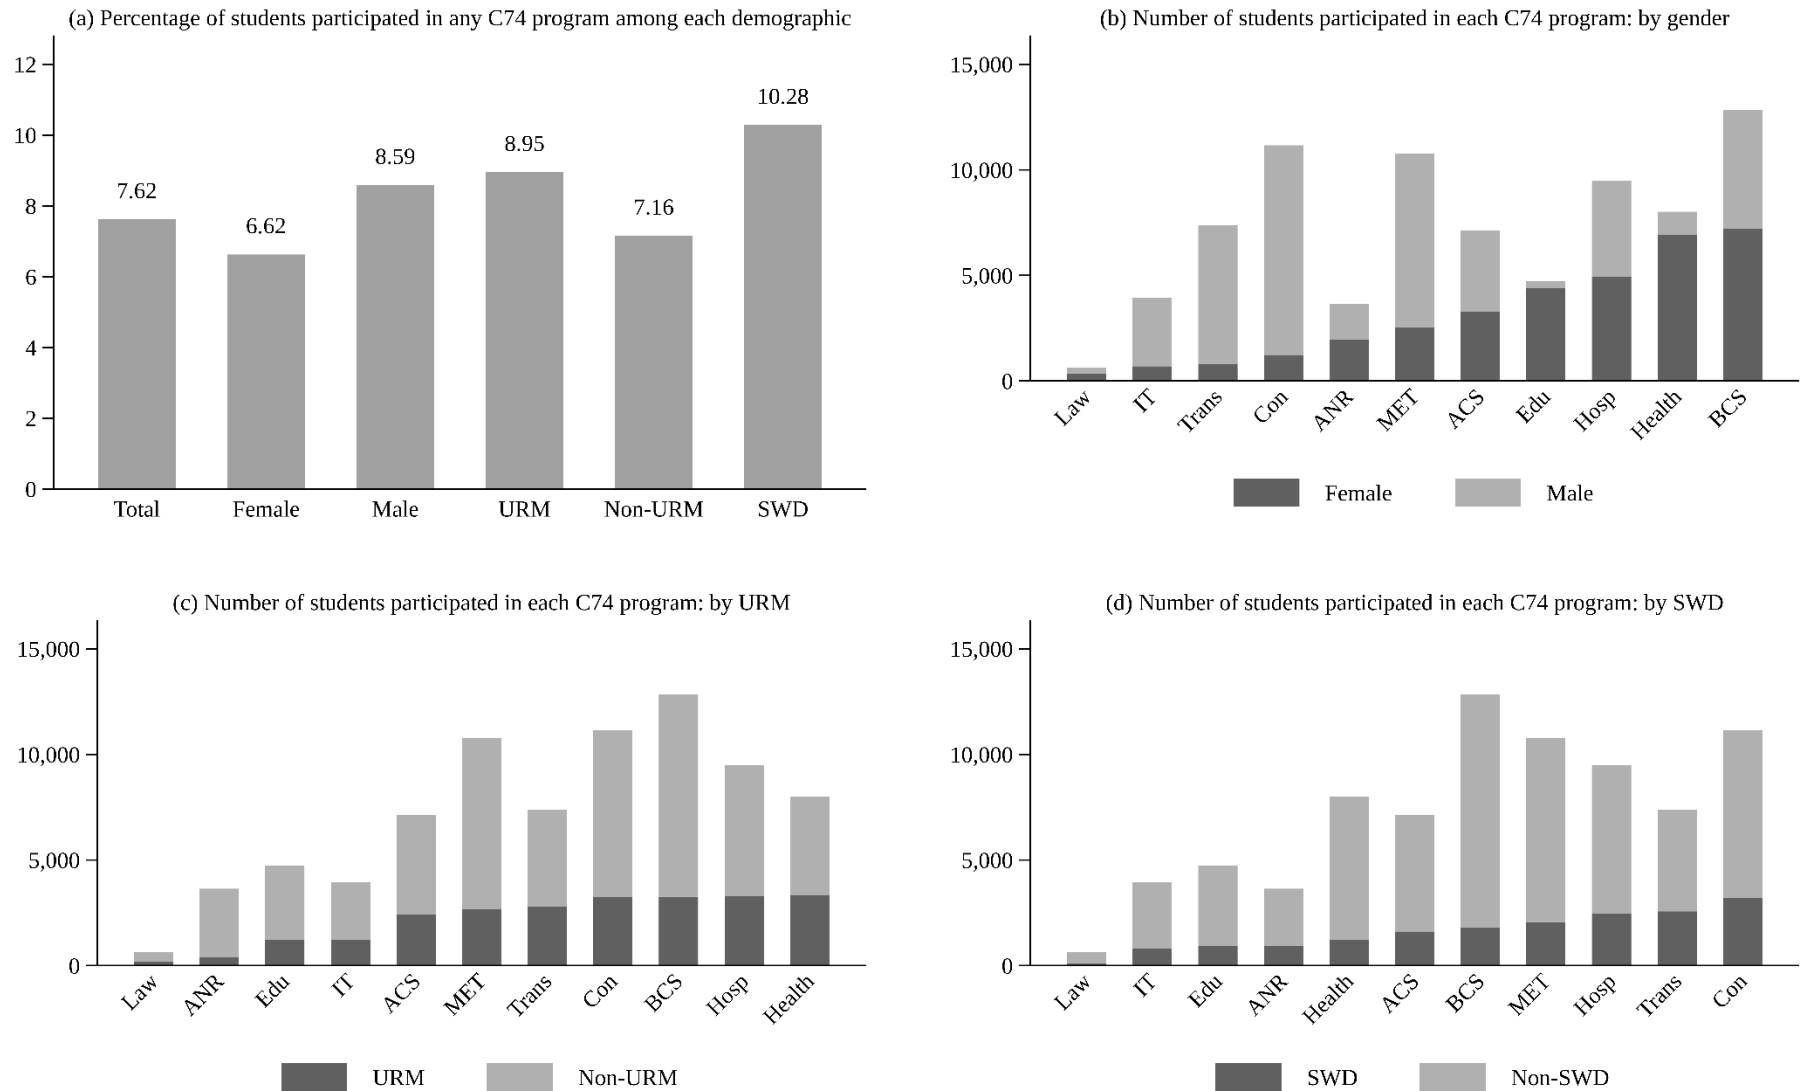 (a) Percentage of students participated in any C74 program among each demographic
12
10
8
6
4
2
0
7.62
6.62
8.59
8.95
7.16
10.28
Total Female Male URM Non-URM SWD
(b) Number of students participated in each C74 program: by gender
15,000
10,000
5,000
0
Law IT Trans Con ANR MET ACS Edu Hosp Health BCS
Female Male
(c) Number of students participated in each C74 program: by URM
15,000
10,000
5,000
0
Law ANR Edu IT ACS MET Trans Con BCS Hosp Health
URM Non-URM
(d) Number of students participated in each C74 program: by SWD
15,000
10,000
5,000
0
Law IT Edu ANR Health ACS BCS MET Hosp Trans Con
SWD Non-SWD